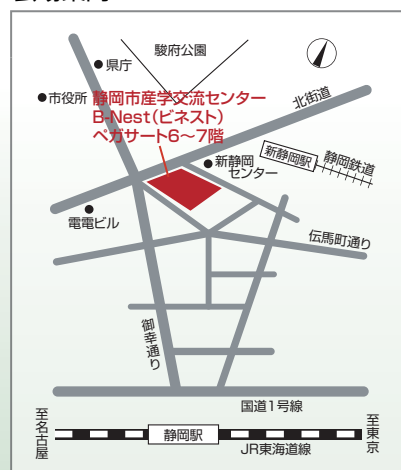 駿府公園
県庁
市役所
静岡市産学交流センター
B-Nest(ビネスト)
ペガサート6〜7階
北街道
新静岡
センター
新静岡駅
静岡鉄道
電電ビル
伝馬町通り
御幸通り
国道1号線
至名古屋
静岡駅
JR東海道線
至東京